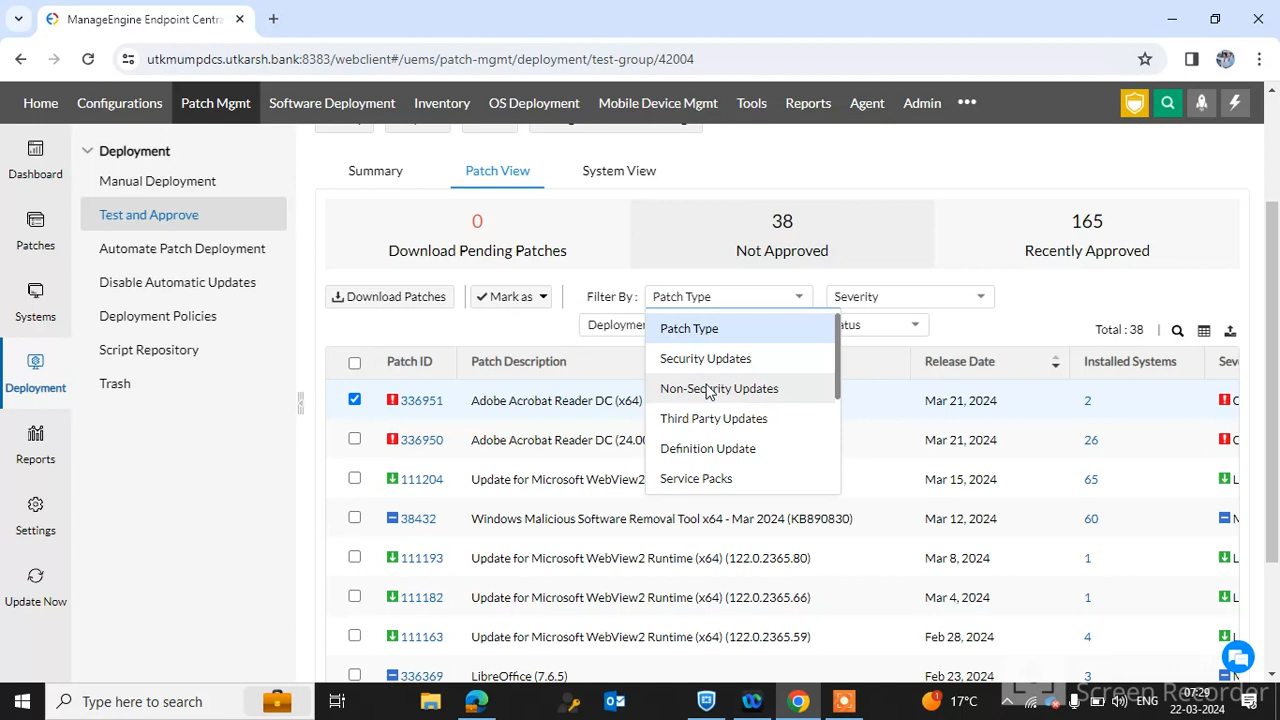 ManageEngine Endpoint Centra
utkmumpdcs.utkarsh.bank:8383/webclient#/uems/patch-mgmt/deployment/test-group/42004
Home Configurations Patch Mgmt Software Deployment Inventory OS Deployment Mobile Device Mgmt Tools Reports Agent Admin •••
Dashboard
Patches
Systems
Deployment
Reports
Settings
Update Now
Deployment
Manual Deployment
Test and Approve
Automate Patch Deployment
Disable Automatic Updates
Deployment Policies
Script Repository
Trash
Summary Patch View System View
0 38 165
Download Pending Patches Not Approved Recently Approved
Download Patches Mark as Filter By : Patch Type Severity
Deploymen atus Total : 38
Patch Type
Security Updates
Non-Security Updates
Third Party Updates
Definition Update
Service Packs
Patch ID Patch Description Release Date Installed Systems Seve
336951 Adobe Acrobat Reader DC (x64) Mar 21, 2024 2 C
336950 Adobe Acrobat Reader DC (24.00 Mar 21, 2024 26 C
111204 Update for Microsoft WebView2 Mar 15, 2024 65 L
38432 Windows Malicious Software Removal Tool x64 - Mar 2024 (KB890830) Mar 12, 2024 60
111193 Update for Microsoft WebView2 Runtime (x64) (122.0.2365.80) Mar 8, 2024 1 L
111182 Update for Microsoft WebView2 Runtime (x64) (122.0.2365.66) Mar 4, 2024 1 L
111163 Update for Microsoft WebView2 Runtime (x64) (122.0.2365.59) Feb 28, 2024 4 L
336369 LibreOffice (7.6.5) Feb 23, 2024 3
Type here to search
17°C
ENG
07:29
22-03-2024
Screen Recorder